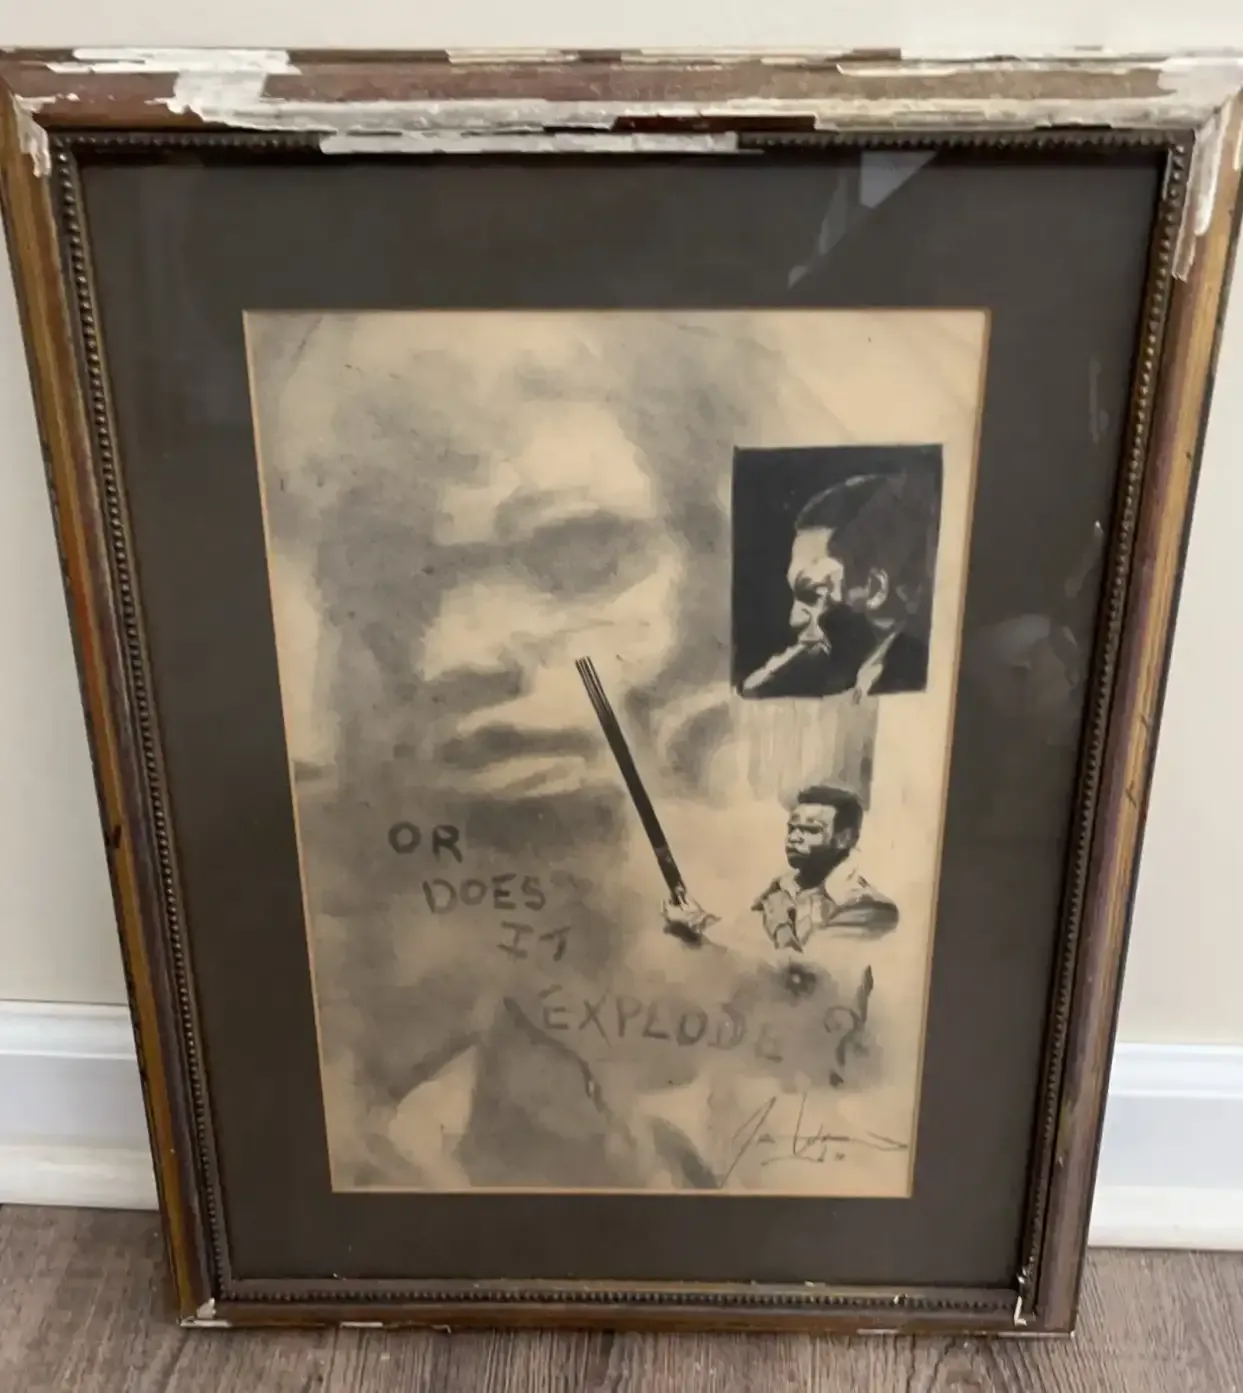 OR
DOES
IT
EXPLODE ?